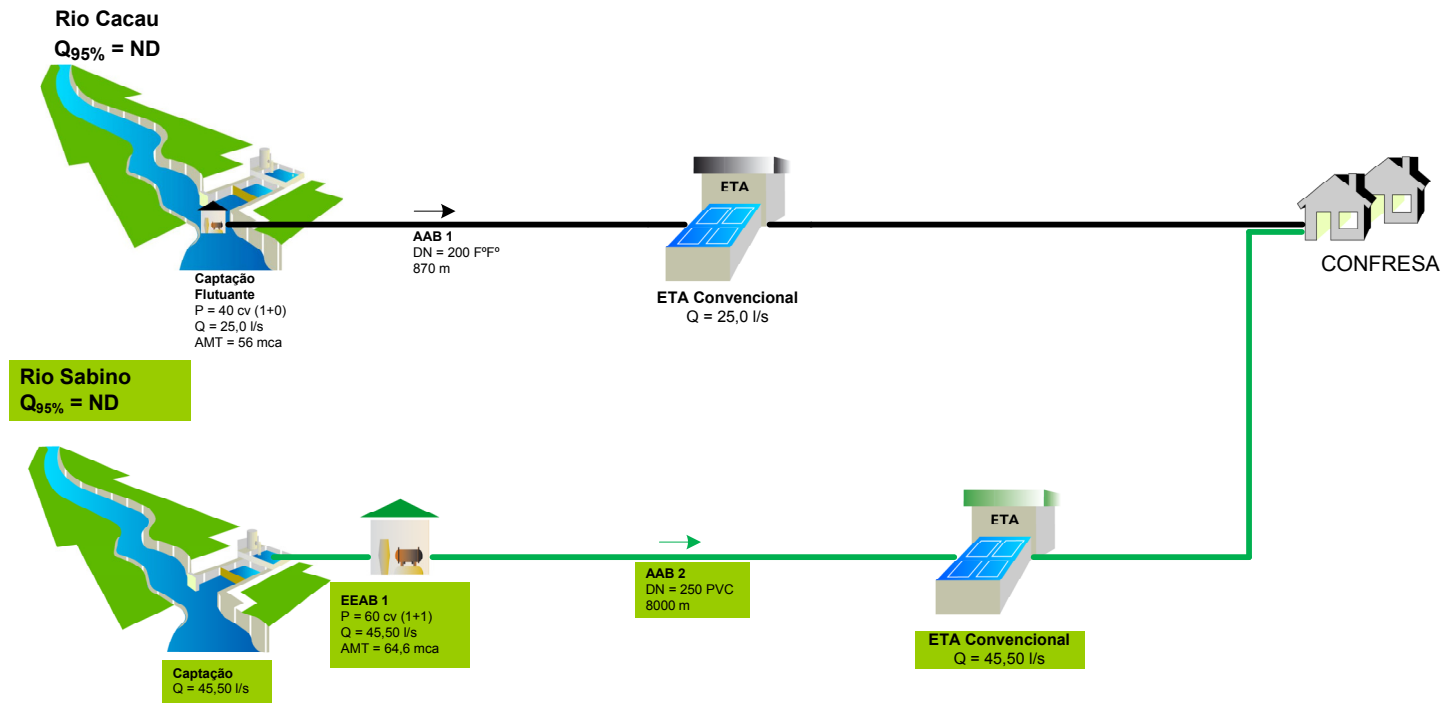 Rio Cacau
Q95% = ND
ETA
AAB 1
DN = 200 FºFº
870 m
CONFRESA
Captação
Flutuante
P = 40 cv (1+0)
Q = 25,0 l/s
AMT = 56 mca
ETA Convencional
Q = 25,0 l/s
Rio Sabino
Q95% = ND
ETA
AAB 2
DN = 250 PVC
8000 m
EEAB 1
P = 60 cv (1+1)
Q = 45,50 l/s
AMT = 64,6 mca
ETA Convencional
Q = 45,50 l/s
Captação
Q = 45,50 l/s